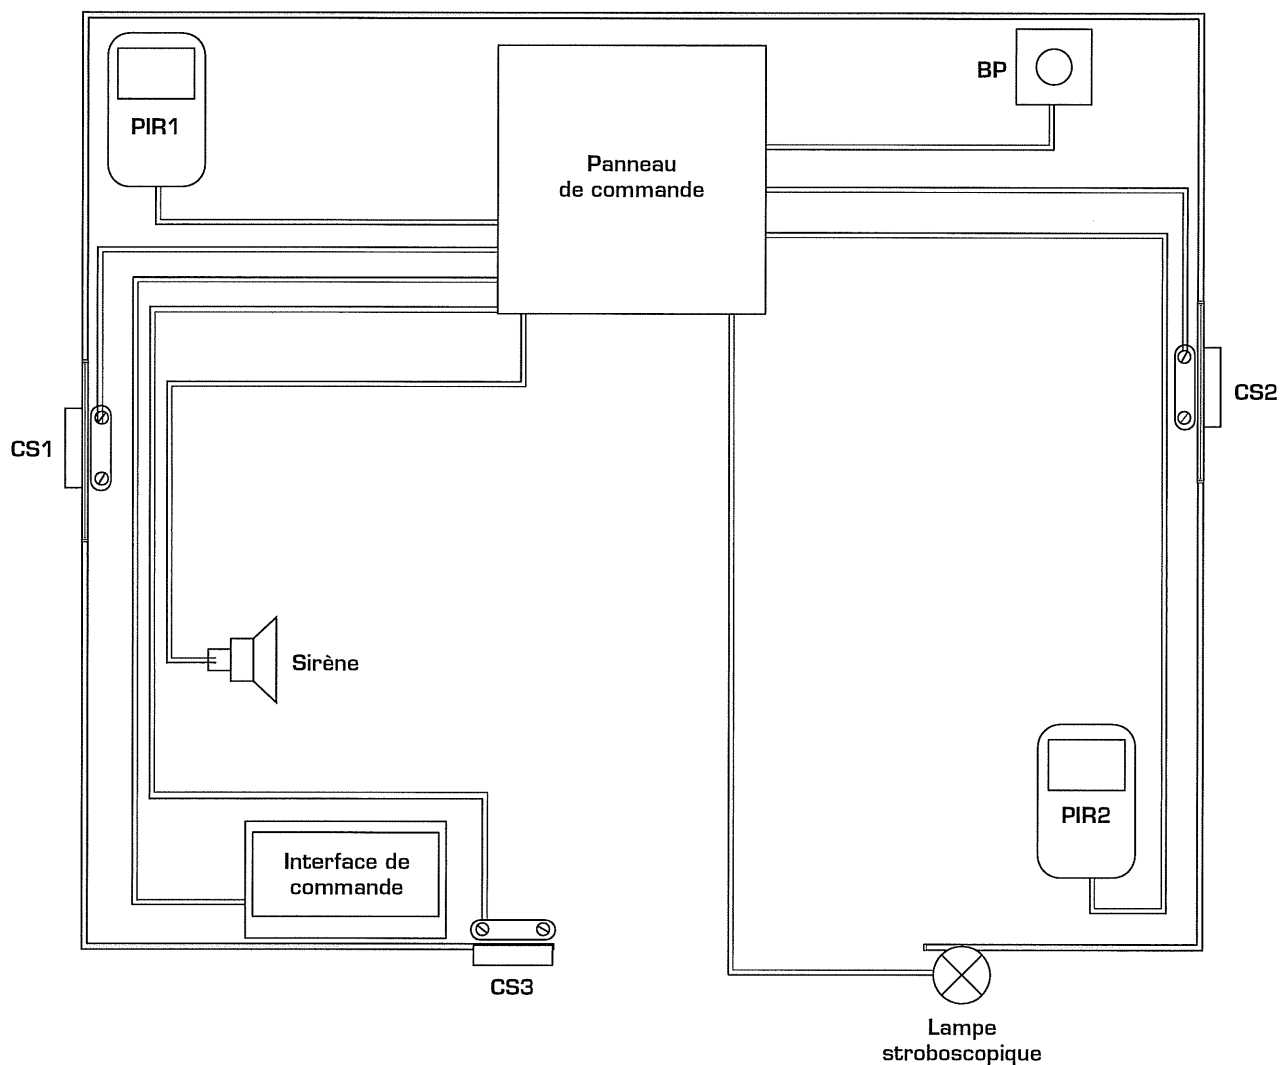 PIR1
Panneau
de commande
BP
CS1
CS2
Sirène
PIR2
Interface de
commande
CS3
Lampe
stroboscopique